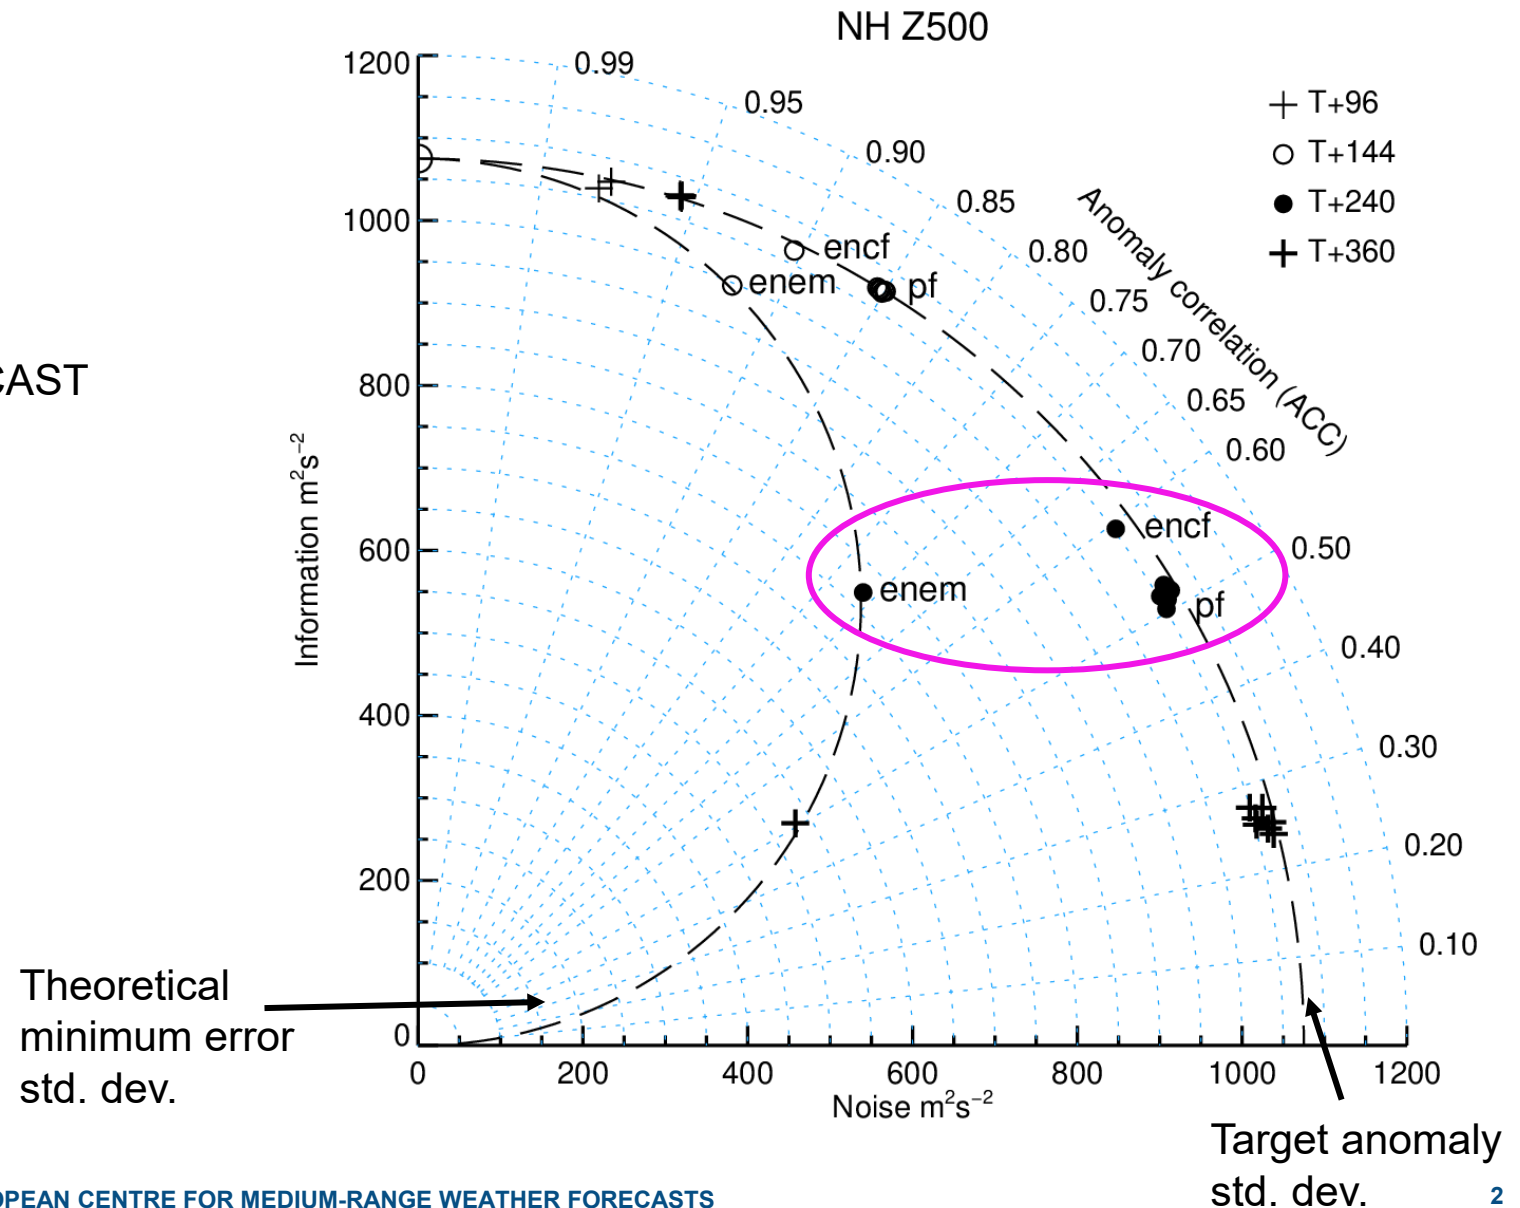 NH Z500
1200
1000
800
600
400
200
0
Information m²s⁻²
0
200
400
600
800
1000
1200
Noise m²s⁻²
0.99
0.95
0.90
0.85
0.80
0.75
0.70
0.65
0.60
0.50
0.40
0.30
0.20
0.10
Anomaly correlation (ACC)
T+96
T+144
T+240
T+360
encf
enem
pf
encf
enem
pf
CAST
Theoretical
minimum error
std. dev.
Target anomaly
std. dev.
OPEAN CENTRE FOR MEDIUM-RANGE WEATHER FORECASTS
2